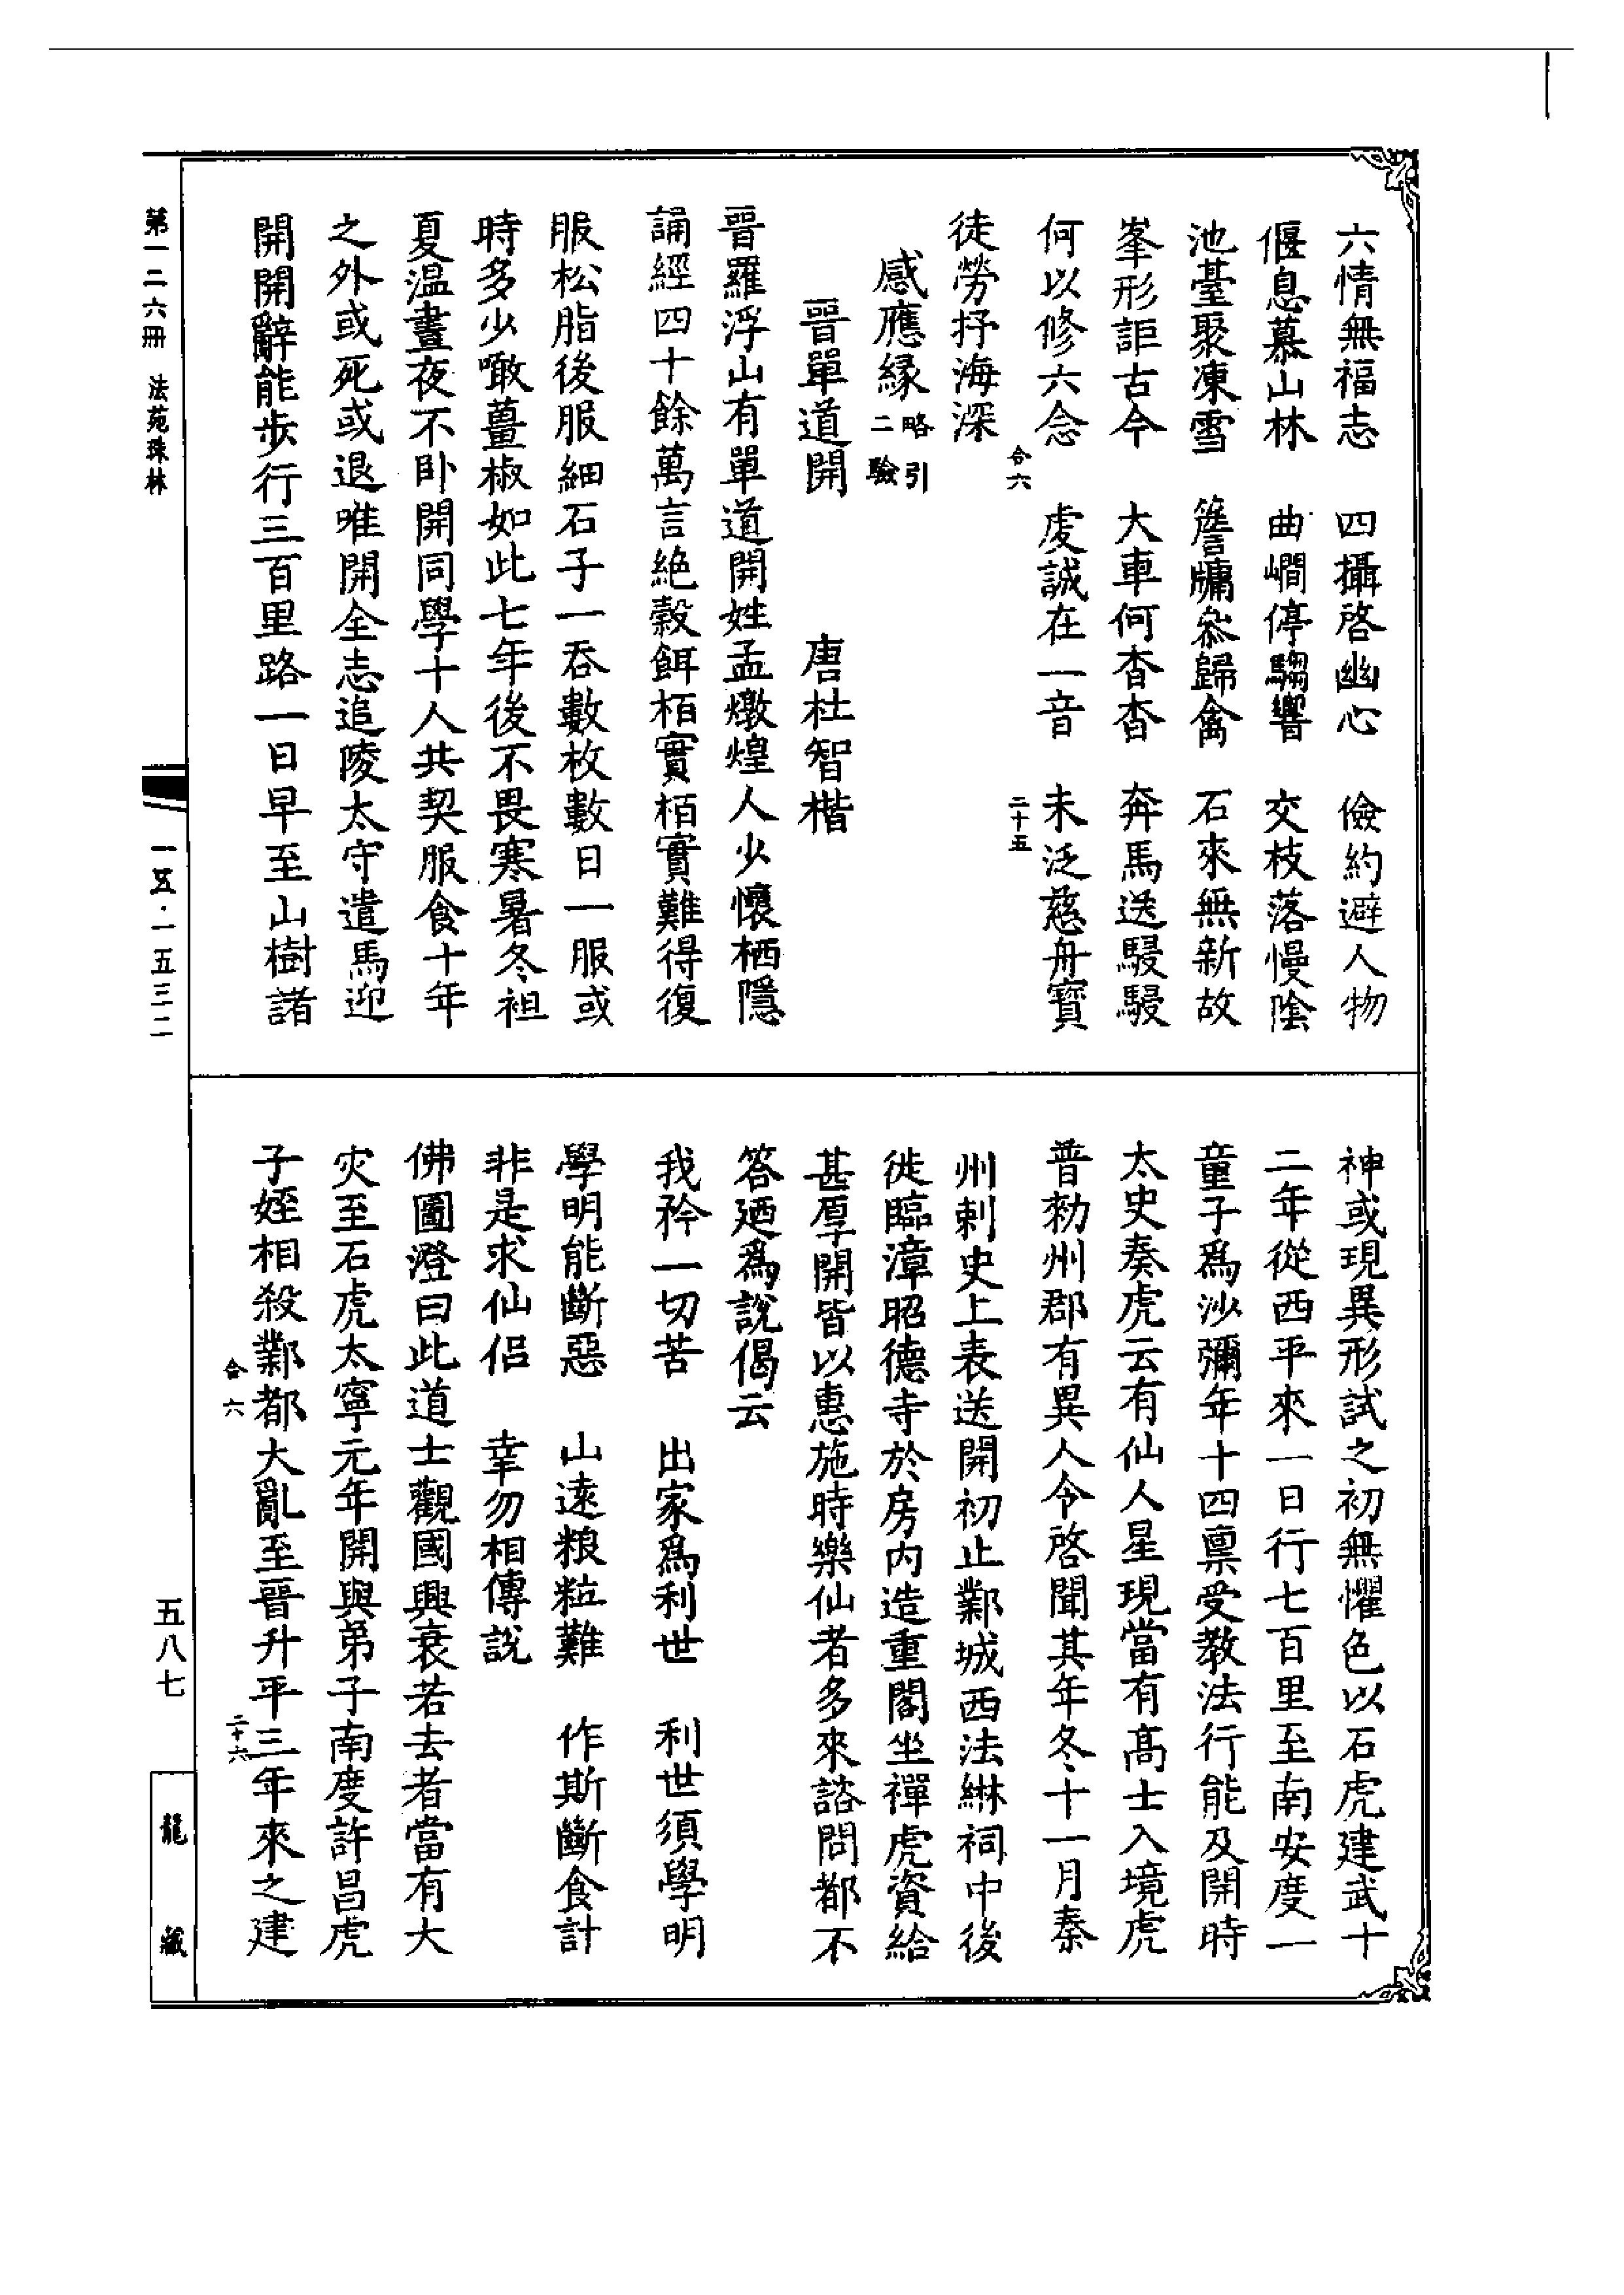 六情無福志　四攝啓幽心　儉約避人物
偃息慕山林　曲㵎停騶響　交枝落慢陰
池臺聚凍雪　簷牗參歸禽　石來無新故
峯形詎古今　大車何杳杳　奔馬送駸駸
何以修六念　虔誠在一音　未泛慈舟寶
合六　二十五
徒勞抒海深
感應緣略引二驗
晉單道開　唐杜智楷
晉羅浮山有單道開姓孟燉煌人少懷栖隱
誦經四十餘萬言絕穀餌栢實栢實難得復
服松脂後服細石子一吞數枚數日一服或
時多少噉薑椒如此七年後不畏寒暑冬袒
夏溫晝夜不卧開同學十人共契服食十年
之外或死或退唯開全志追陵太守遣馬迎
開開辭能步行三百里路一日早至山樹諸
神或現異形試之初無懼色以石虎建武十
二年從西平來一日行七百里至南安度一
童子爲沙彌年十四稟受教法行能及開時
太史奏虎云有仙人星現當有髙士入境虎
普勑州郡有異人令啓聞其年冬十一月秦
州剌史上表送開初止鄴城西法綝祠中後
徙臨漳昭德寺於房内造重閣坐禪虎資給
甚厚開皆以惠施時樂仙者多來諮問都不
答廼爲說偈云
我矜一切苦　出家爲利世　利世須學明
學明能斷惡　山遠粮粒難　作斯斷食計
非是求仙侣　幸勿相傳說
佛圖澄曰此道士觀國興衰若去者當有大
灾至石虎太寧元年開與弟子南度許昌虎
子姪相殺鄴都大亂至晉升平三年來之建
合六　二十六
第一二六冊　法苑珠林
一五·一五三二
五八七
龍藏